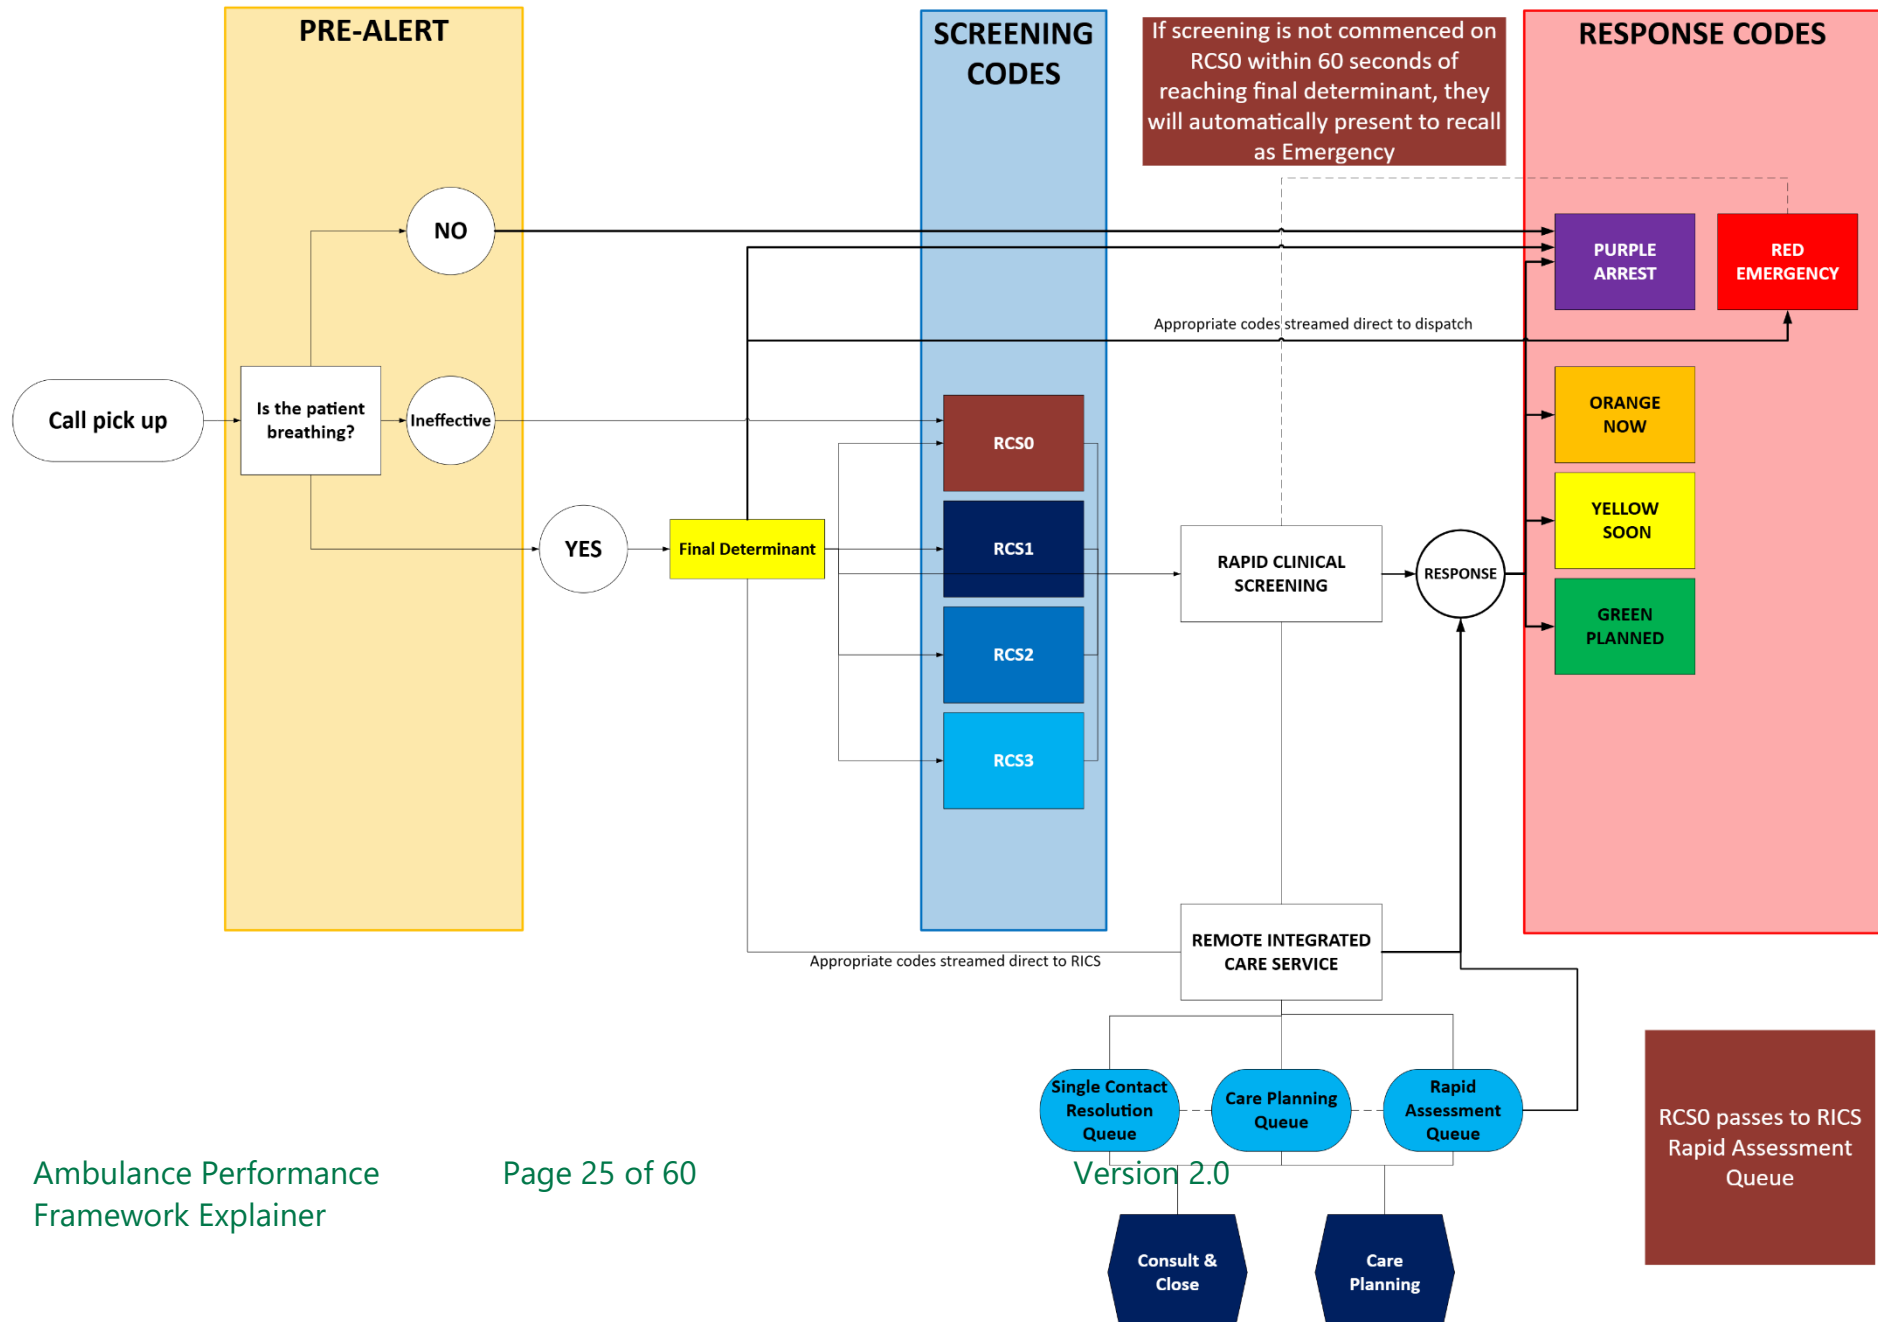 PRE-ALERT
SCREENING
CODES
If screening is not commenced on
RCS0 within 60 seconds of
reaching final determinant, they
will automatically present to recall
as Emergency
RESPONSE CODES
NO
PURPLE
ARREST
RED
EMERGENCY
Appropriate codes streamed direct to dispatch
Call pick up
Is the patient
breathing?
Ineffective
RCS0
ORANGE
NOW
YES
Final Determinant
RCS1
RAPID CLINICAL
SCREENING
RESPONSE
YELLOW
SOON
RCS2
GREEN
PLANNED
RCS3
Appropriate codes streamed direct to RICS
REMOTE INTEGRATED
CARE SERVICE
Single Contact
Resolution
Queue
Care Planning
Queue
Rapid
Assessment
Queue
RCS0 passes to RICS
Rapid Assessment
Queue
Consult &
Close
Care
Planning
Ambulance Performance
Framework Explainer
Page 25 of 60
Version 2.0